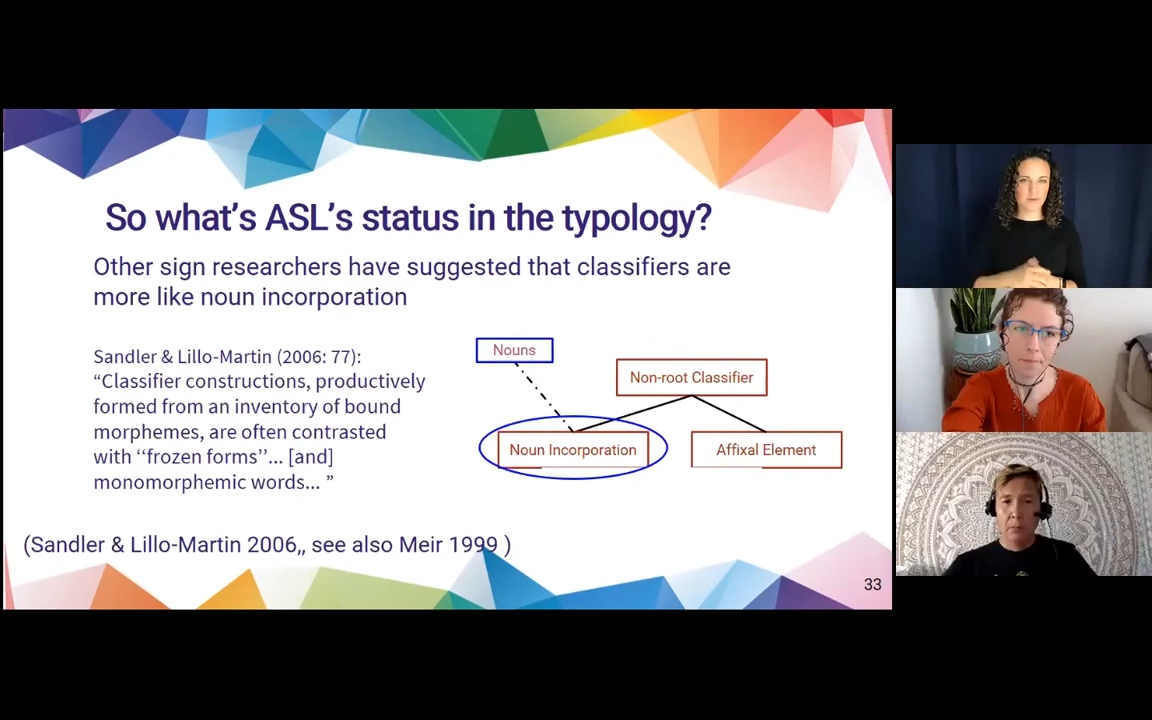 So what's ASL's status in the typology?
Other sign researchers have suggested that classifiers are
more like noun incorporation
Sandler & Lillo-Martin (2006: 77):
“Classifier constructions, productively
formed from an inventory of bound
morphemes, are often contrasted
with ‘‘frozen forms’’... [and]
monomorphemic words... ”
Nouns
Non-root Classifier
Noun Incorporation
Affixal Element
(Sandler & Lillo-Martin 2006,, see also Meir 1999 )
33